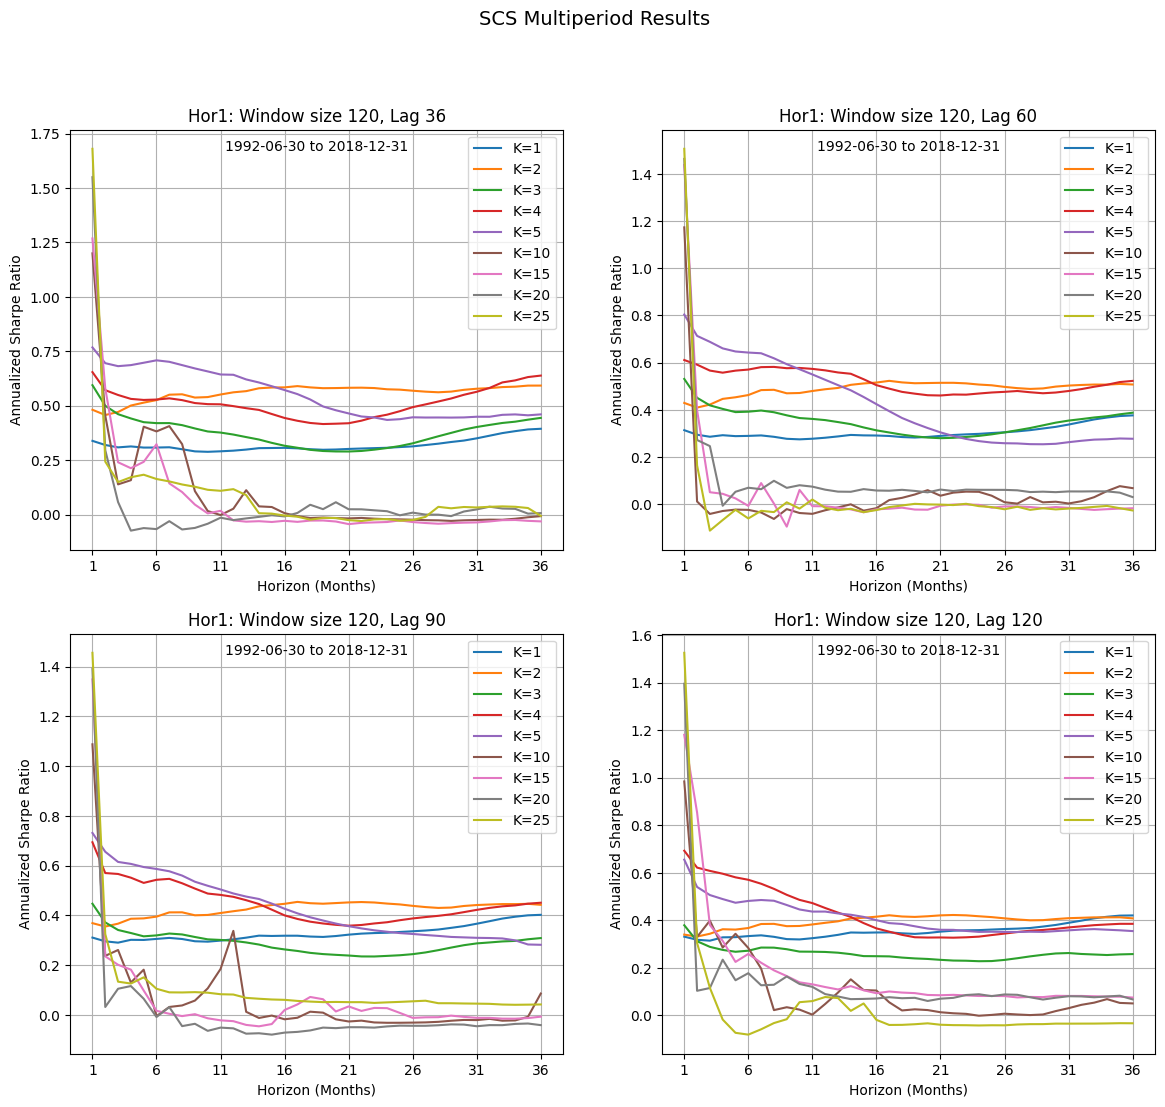 SCS Multiperiod Results
Hor1: Window size 120, Lag 36
1992-06-30 to 2018-12-31
K=1
K=2
K=3
K=4
K=5
K=10
K=15
K=20
K=25
1.75
1.50
1.25
1.00
0.75
0.50
0.25
0.00
Annualized Sharpe Ratio
1 6 11 16 21 26 31 36
Horizon (Months)
Hor1: Window size 120, Lag 60
1992-06-30 to 2018-12-31
K=1
K=2
K=3
K=4
K=5
K=10
K=15
K=20
K=25
1.4
1.2
1.0
0.8
0.6
0.4
0.2
0.0
Annualized Sharpe Ratio
1 6 11 16 21 26 31 36
Horizon (Months)
Hor1: Window size 120, Lag 90
1992-06-30 to 2018-12-31
K=1
K=2
K=3
K=4
K=5
K=10
K=15
K=20
K=25
1.4
1.2
1.0
0.8
0.6
0.4
0.2
0.0
Annualized Sharpe Ratio
1 6 11 16 21 26 31 36
Horizon (Months)
Hor1: Window size 120, Lag 120
1992-06-30 to 2018-12-31
K=1
K=2
K=3
K=4
K=5
K=10
K=15
K=20
K=25
1.6
1.4
1.2
1.0
0.8
0.6
0.4
0.2
0.0
Annualized Sharpe Ratio
1 6 11 16 21 26 31 36
Horizon (Months)